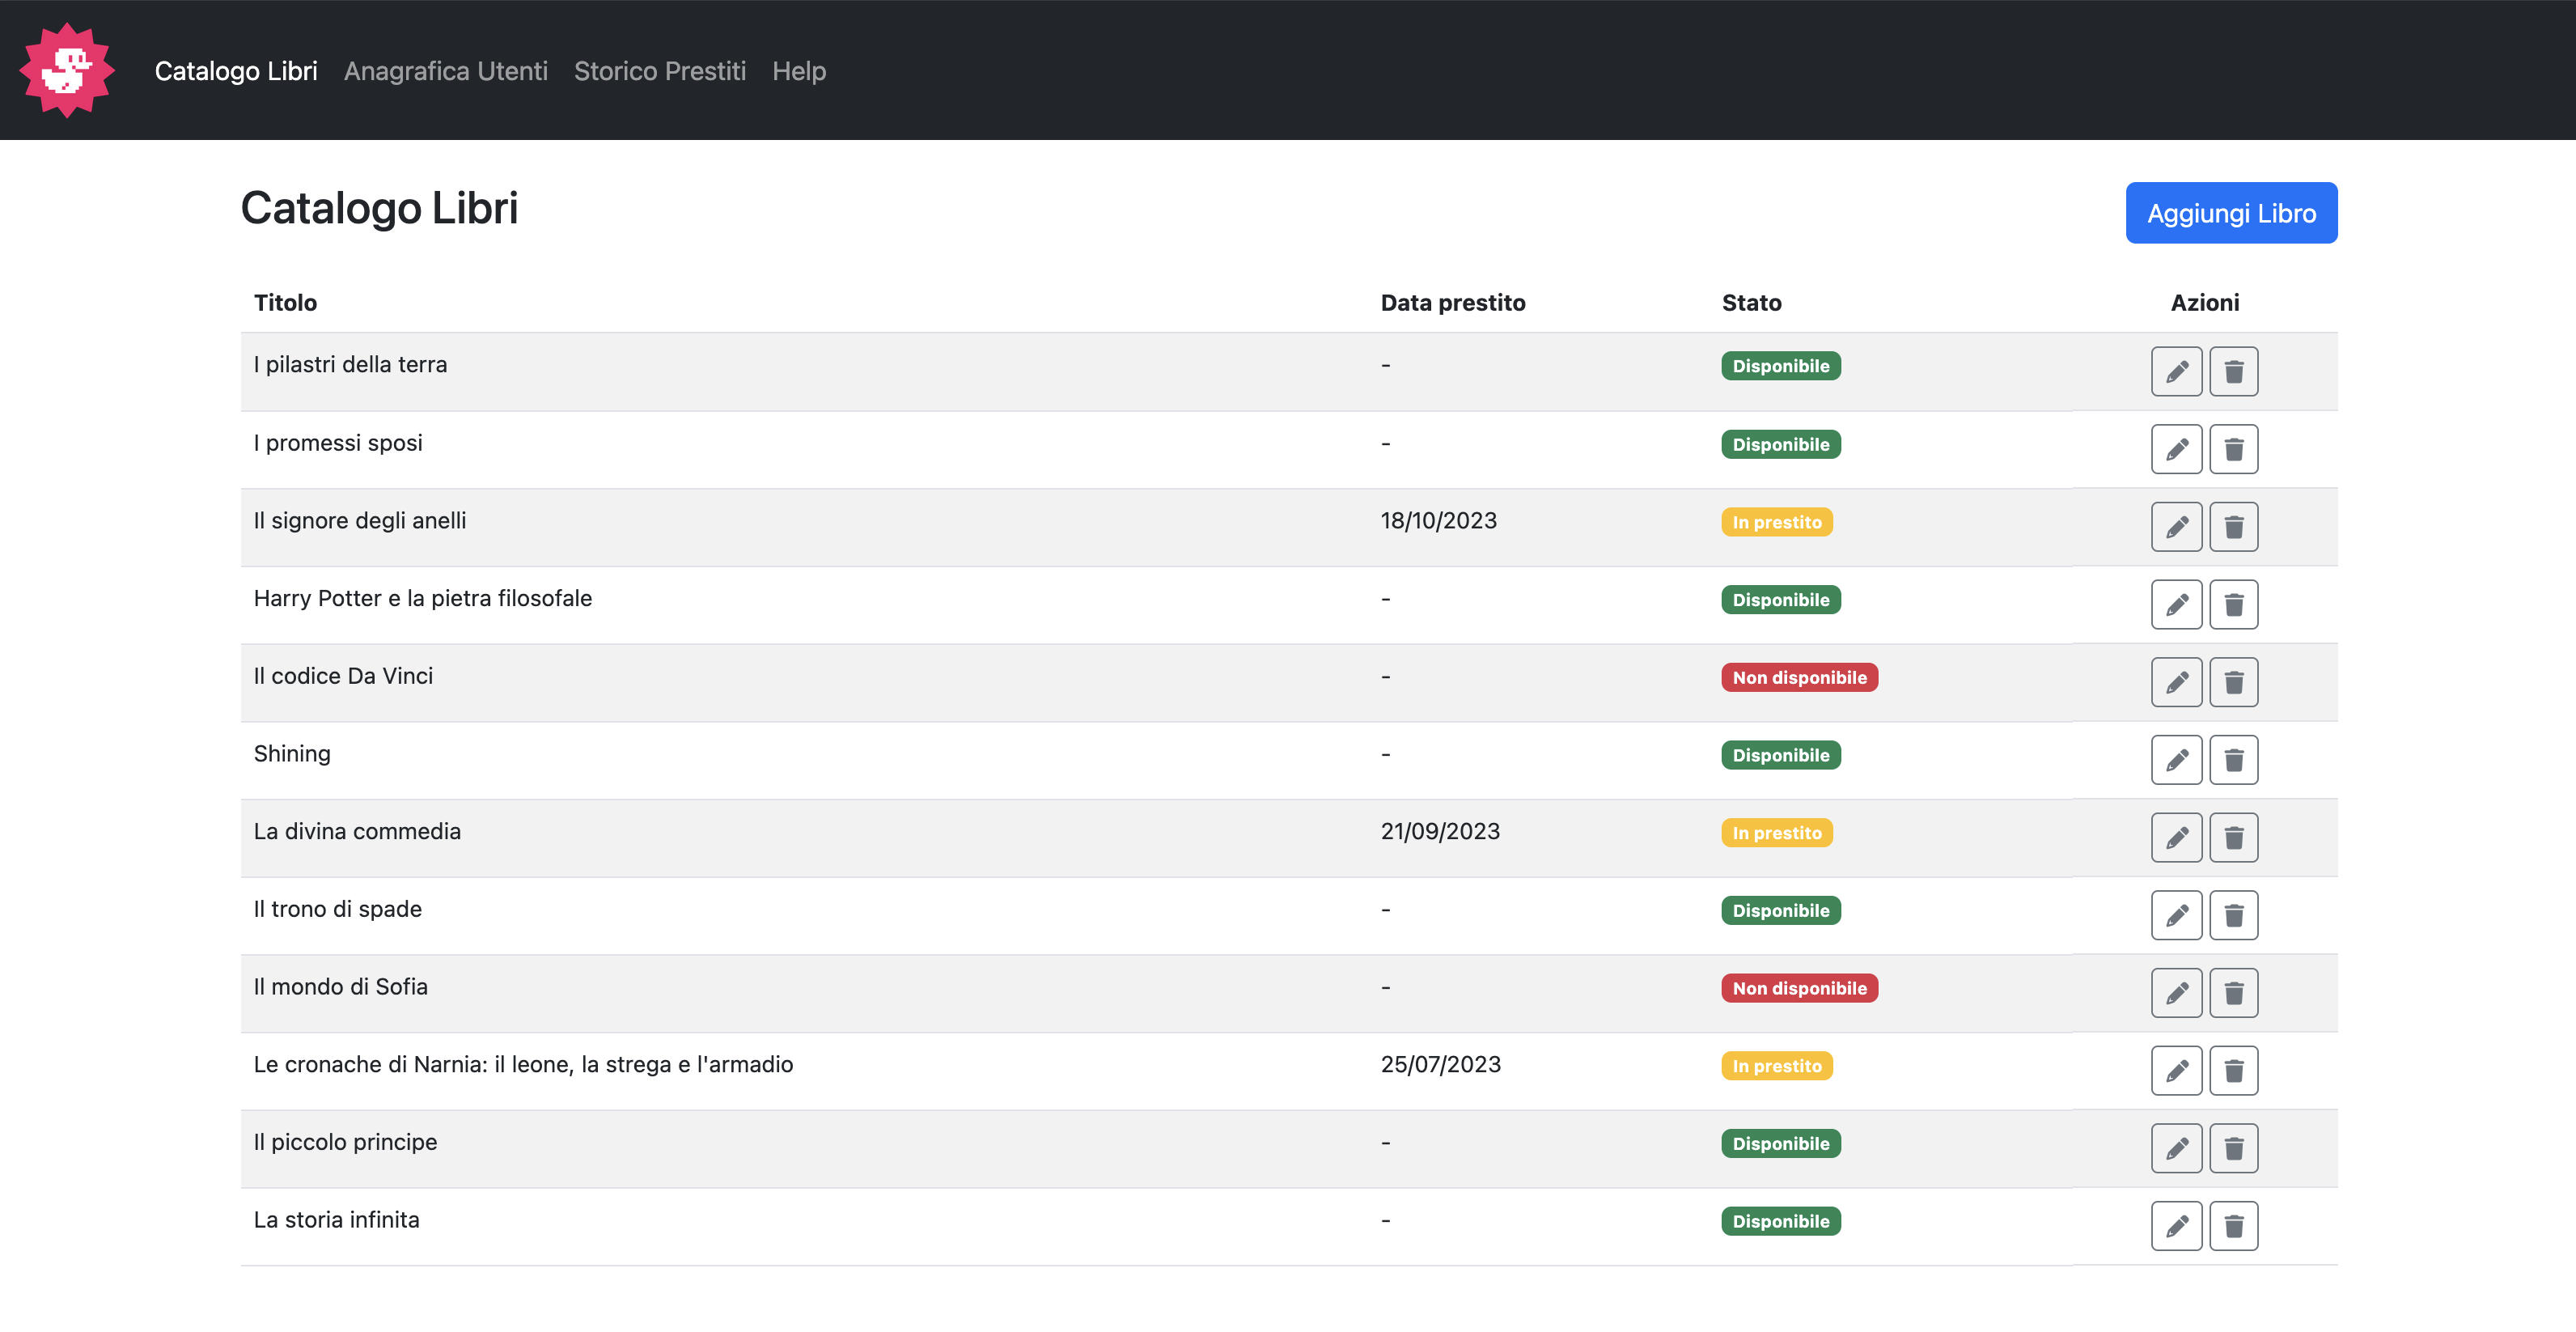 Catalogo Libri Anagrafica Utenti Storico Prestiti Help
Catalogo Libri Aggiungi Libro
Titolo Data prestito Stato Azioni
I pilastri della terra - Disponibile
I promessi sposi - Disponibile
Il signore degli anelli 18/10/2023 In prestito
Harry Potter e la pietra filosofale - Disponibile
Il codice Da Vinci - Non disponibile
Shining - Disponibile
La divina commedia 21/09/2023 In prestito
Il trono di spade - Disponibile
Il mondo di Sofia - Non disponibile
Le cronache di Narnia: il leone, la strega e l'armadio 25/07/2023 In prestito
Il piccolo principe - Disponibile
La storia infinita - Disponibile